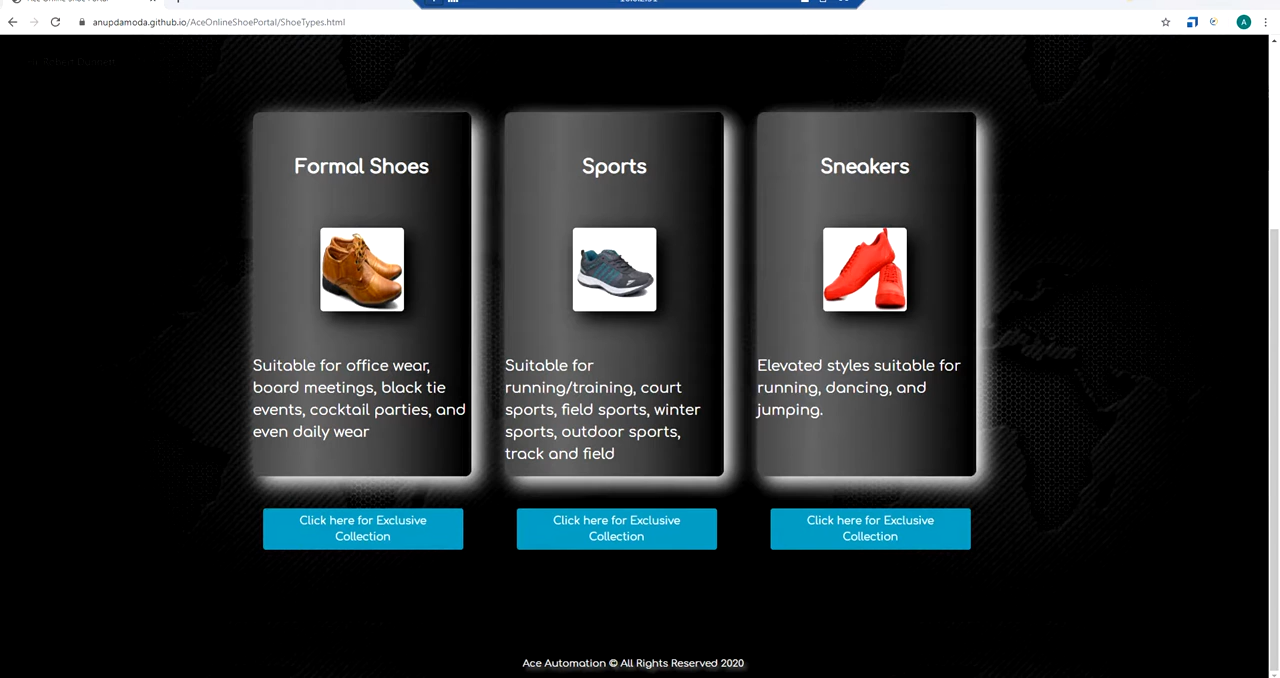 anupdamoda.github.io/AceOnlineShoePortal/ShoeTypes.html
A
Formal Shoes
Suitable for office wear,
board meetings, black tie
events, cocktail parties, and
even daily wear
Click here for Exclusive
Collection
Sports
Suitable for
running/training, court
sports, field sports, winter
sports, outdoor sports,
track and field
Click here for Exclusive
Collection
Sneakers
Elevated styles suitable for
running, dancing, and
jumping.
Click here for Exclusive
Collection
Ace Automation © All Rights Reserved 2020